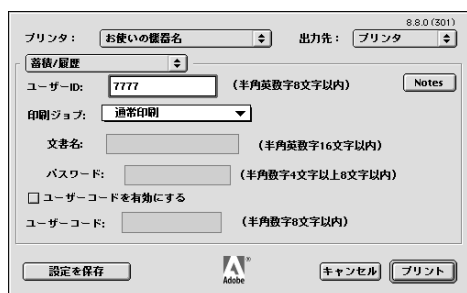 8.8.0 (301)
プリンタ： お使いの機器名 出力先： プリンタ
蓄積/履歴
ユーザーID: 7777 (半角英数字8文字以内) Notes
印刷ジョブ: 通常印刷
文書名: (半角英数字16文字以内)
パスワード: (半角数字4文字以上8文字以内)
ユーザーコードを有効にする
ユーザーコード: (半角数字8文字以内)
設定を保存 Adobe キャンセル プリント